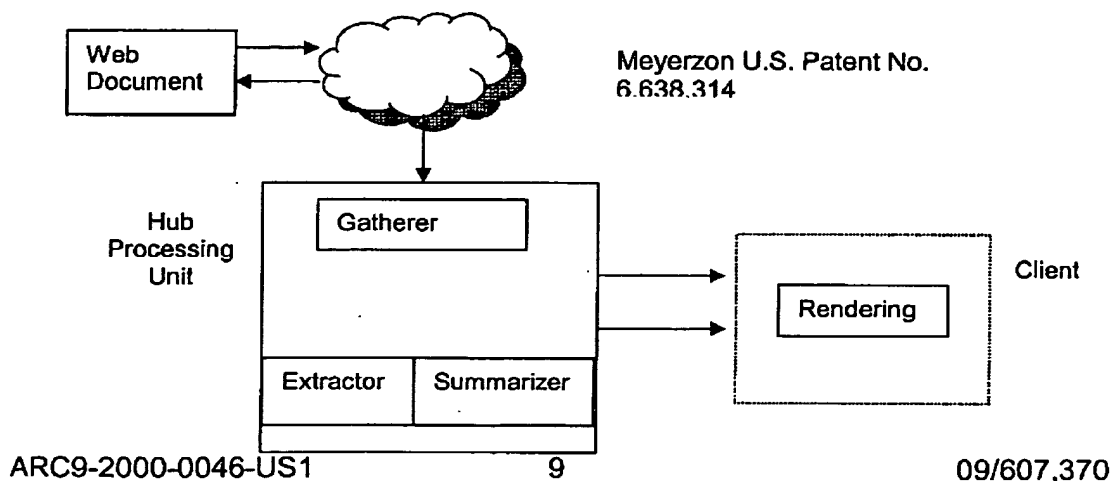 Web
Document
Meyerzon U.S. Patent No.
6,638,314
Hub
Processing
Unit
Gatherer
Client
Rendering
Extractor
Summarizer
ARC9-2000-0046-US1
9
09/607,370